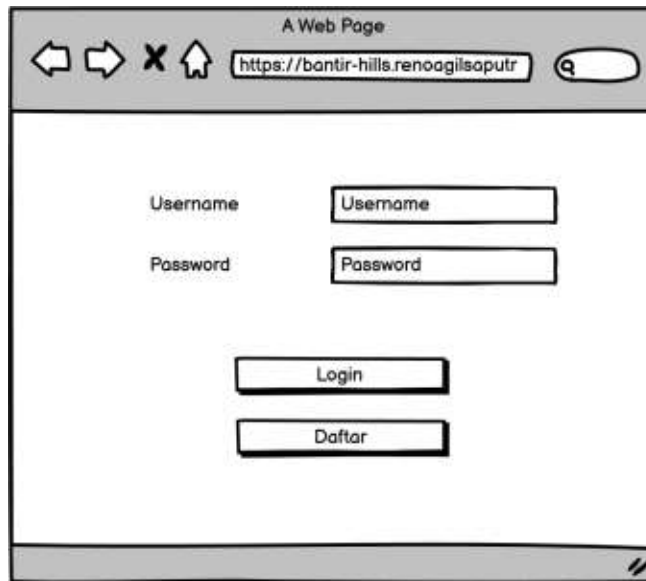 A Web Page
https://bantir-hills.renoagilsaputr
Username Username
Password Password
Login
Daftar